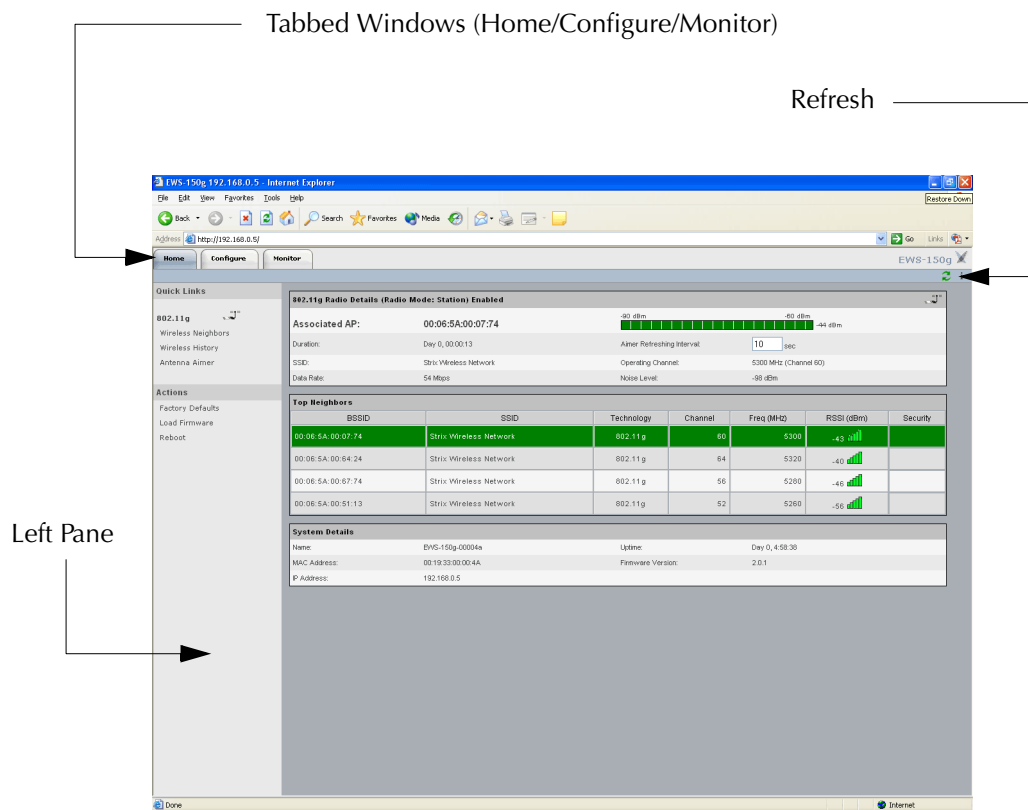 Tabbed Windows (Home/Configure/Monitor)
Refresh
EWS-150g 192.168.0.5 - Internet Explorer
File Edit View Favorites Tools Help
Restore Down
Back Search Favorites Media
Address http://192.168.0.5/ Go Links
Home Configure Monitor
EWS-150g
Quick Links
802.11g
Wireless Neighbors
Wireless History
Antenna Aimer
Actions
Factory Defaults
Load Firmware
Reboot
Left Pane
802.11g Radio Details (Radio Mode: Station) Enabled
Associated AP: 00:06:5A:00:07:74 -90 dBm -60 dBm -44 dBm
Duration: Day 0, 00:00:13 Aimer Refreshing Interval: 10 sec
SSID: Strix Wireless Network Operating Channel: 5300 MHz (Channel 60)
Data Rate: 54 Mbps Noise Level: -98 dBm
Top Neighbors
BSSID SSID Technology Channel Freq (MHz) RSSI (dBm) Security
00:06:5A:00:07:74 Strix Wireless Network 802.11g 60 5300 -43
00:06:5A:00:64:24 Strix Wireless Network 802.11g 64 5320 -40
00:06:5A:00:67:74 Strix Wireless Network 802.11g 56 5280 -46
00:06:5A:00:51:13 Strix Wireless Network 802.11g 52 5260 -56
System Details
Name: EWS-150g-00004a Uptime: Day 0, 4:58:38
MAC Address: 00:19:33:00:00:4A Firmware Version: 2.0.1
IP Address: 192.168.0.5
Done Internet